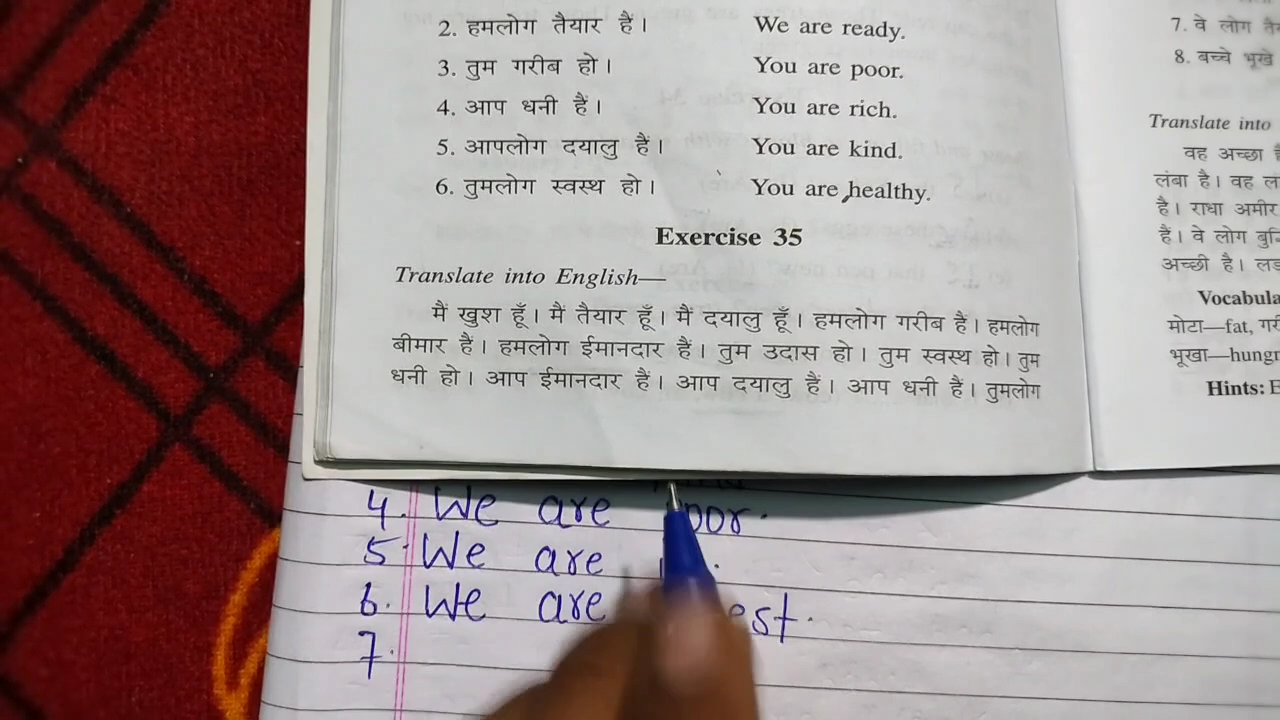 2. हमलोग तैयार हैं। We are ready.
3. तुम गरीब हो। You are poor.
4. आप धनी हैं। You are rich.
5. आपलोग दयालु हैं। You are kind.
6. तुमलोग स्वस्थ हो। You are healthy.
Exercise 35
Translate into English—
मैं खुश हूँ। मैं तैयार हूँ। मैं दयालु हूँ। हमलोग गरीब है। हमलोग
बीमार हैं। हमलोग ईमानदार हैं। तुम उदास हो। तुम स्वस्थ हो। तुम
धनी हो। आप ईमानदार हैं। आप दयालु हैं। आप धनी हैं। तुमलोग
7. वे लोग
8. बच्चे भूखे
Translate into
वह अच्छा
लंबा है। वह
है। राधा अमीर
हैं। वे लोग
अच्छी है।
Vocabula
मोटा—fat,
भूखा—hungr
Hints:
4. We are oor.
5. We are
6. We are est.
7.